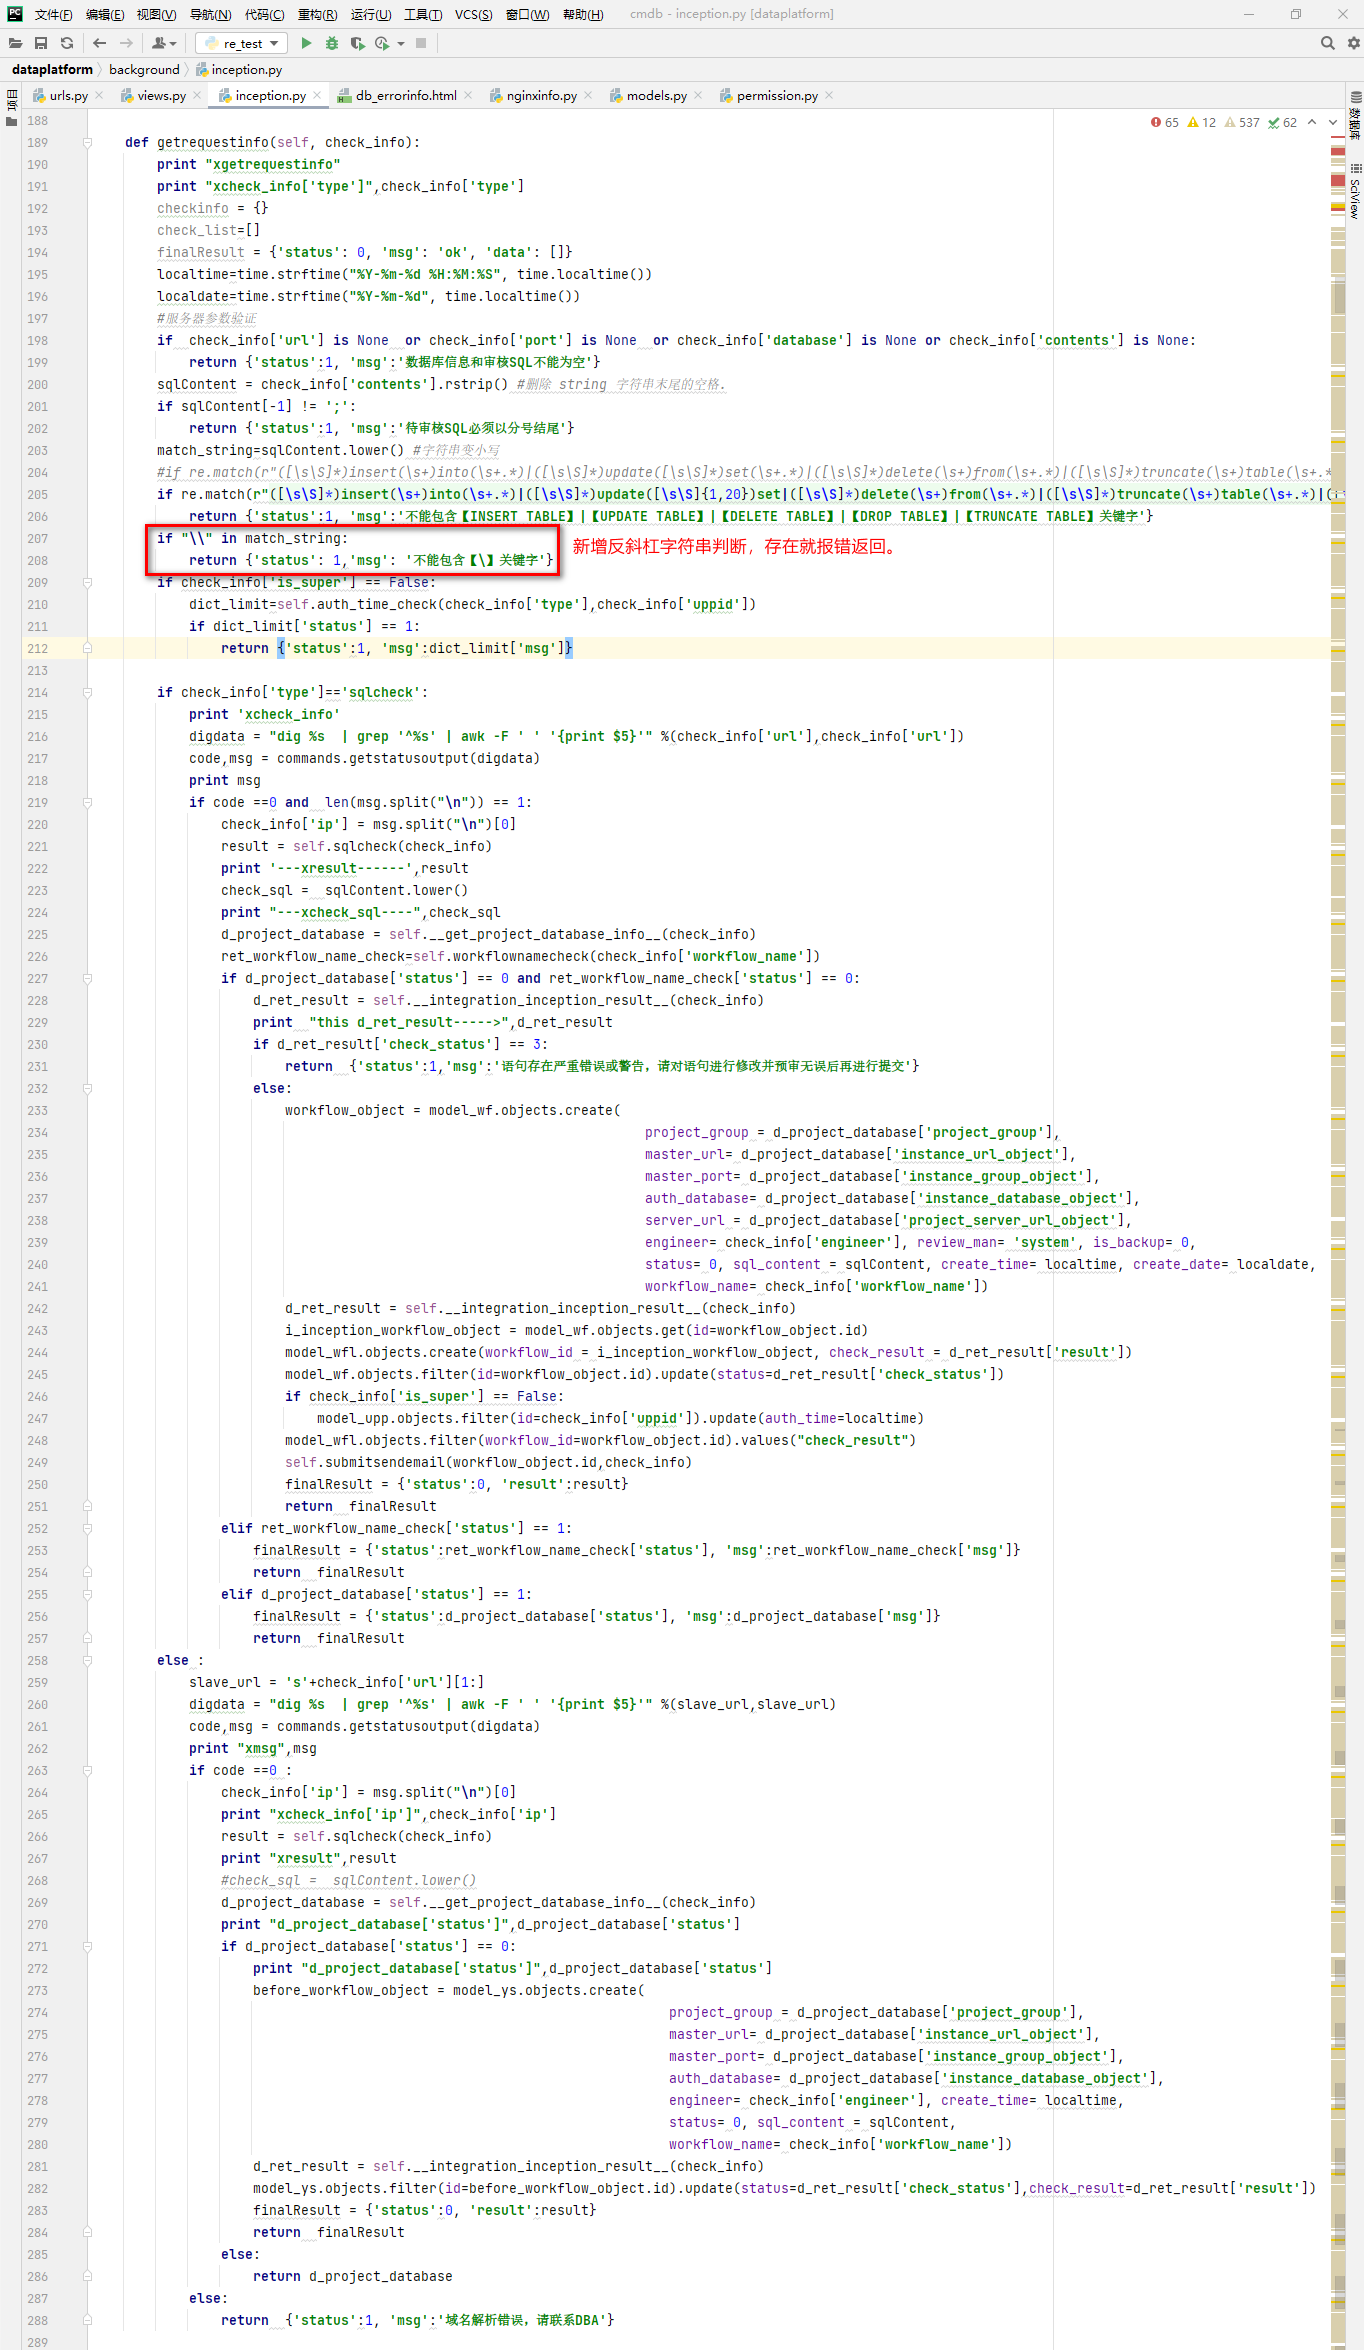 文件(F) 编辑(E) 视图(V) 导航(N) 代码(C) 重构(R) 运行(U) 工具(T) VCS(S) 窗口(W) 帮助(H) cmdb - inception.py [dataplatform]
re_test
dataplatform background inception.py
urls.py views.py inception.py db_errorinfo.html nginxinfo.py models.py permission.py
项目
数据库
SciView
65 12 537 62
188
189 def getrequestinfo(self, check_info):
190 print "xgetrequestinfo"
191 print "xcheck_info['type']",check_info['type']
192 checkinfo = {}
193 check_list=[]
194 finalResult = {'status': 0, 'msg': 'ok', 'data': []}
195 localtime=time.strftime("%Y-%m-%d %H:%M:%S", time.localtime())
196 localdate=time.strftime("%Y-%m-%d", time.localtime())
197 #服务器参数验证
198 if  check_info['url'] is None  or check_info['port'] is None  or check_info['database'] is None or check_info['contents'] is None:
199 return {'status':1, 'msg':'数据库信息和审核SQL不能为空'}
200 sqlContent = check_info['contents'].rstrip() #删除 string 字符串末尾的空格.
201 if sqlContent[-1] != ';':
202 return {'status':1, 'msg':'待审核SQL必须以分号结尾'}
203 match_string=sqlContent.lower() #字符串变小写
204 #if re.match(r"([\s\S]*)insert(\s+)into(\s+.*)|([\s\S]*)update([\s\S]*)set(\s+.*)|([\s\S]*)delete(\s+)from(\s+.*)|([\s\S]*)truncate(\s+)table(\s+.*
205 if re.match(r"([\s\S]*)insert(\s+)into(\s+.*)|([\s\S]*)update([\s\S]{1,20})set|([\s\S]*)delete(\s+)from(\s+.*)|([\s\S]*)truncate(\s+)table(\s+.*)|(
206 return {'status':1, 'msg':'不能包含【INSERT TABLE】|【UPDATE TABLE】|【DELETE TABLE】|【DROP TABLE】|【TRUNCATE TABLE】关键字'}
207 if "\\" in match_string:
208 return {'status': 1,'msg': '不能包含【\】关键字'}
新增反斜杠字符串判断，存在就报错返回。
209 if check_info['is_super'] == False:
210 dict_limit=self.auth_time_check(check_info['type'],check_info['uppid'])
211 if dict_limit['status'] == 1:
212 return {'status':1, 'msg':dict_limit['msg']}
213
214 if check_info['type']=='sqlcheck':
215 print 'xcheck_info'
216 digdata = "dig %s  | grep '^%s' | awk -F ' ' '{print $5}'" %(check_info['url'],check_info['url'])
217 code,msg = commands.getstatusoutput(digdata)
218 print msg
219 if code ==0 and  len(msg.split("\n")) == 1:
220 check_info['ip'] = msg.split("\n")[0]
221 result = self.sqlcheck(check_info)
222 print '---xresult------',result
223 check_sql =  sqlContent.lower()
224 print "---xcheck_sql----",check_sql
225 d_project_database = self.__get_project_database_info__(check_info)
226 ret_workflow_name_check=self.workflownamecheck(check_info['workflow_name'])
227 if d_project_database['status'] == 0 and ret_workflow_name_check['status'] == 0:
228 d_ret_result = self.__integration_inception_result__(check_info)
229 print  "this d_ret_result----->",d_ret_result
230 if d_ret_result['check_status'] == 3:
231 return  {'status':1,'msg':'语句存在严重错误或警告，请对语句进行修改并预审无误后再进行提交'}
232 else:
233 workflow_object = model_wf.objects.create(
234 project_group = d_project_database['project_group'],
235 master_url= d_project_database['instance_url_object'],
236 master_port= d_project_database['instance_group_object'],
237 auth_database= d_project_database['instance_database_object'],
238 server_url = d_project_database['project_server_url_object'],
239 engineer= check_info['engineer'], review_man= 'system', is_backup= 0,
240 status= 0, sql_content = sqlContent, create_time= localtime, create_date= localdate,
241 workflow_name= check_info['workflow_name'])
242 d_ret_result = self.__integration_inception_result__(check_info)
243 i_inception_workflow_object = model_wf.objects.get(id=workflow_object.id)
244 model_wfl.objects.create(workflow_id = i_inception_workflow_object, check_result = d_ret_result['result'])
245 model_wf.objects.filter(id=workflow_object.id).update(status=d_ret_result['check_status'])
246 if check_info['is_super'] == False:
247 model_upp.objects.filter(id=check_info['uppid']).update(auth_time=localtime)
248 model_wfl.objects.filter(workflow_id=workflow_object.id).values("check_result")
249 self.submitsendemail(workflow_object.id,check_info)
250 finalResult = {'status':0, 'result':result}
251 return  finalResult
252 elif ret_workflow_name_check['status'] == 1:
253 finalResult = {'status':ret_workflow_name_check['status'], 'msg':ret_workflow_name_check['msg']}
254 return  finalResult
255 elif d_project_database['status'] == 1:
256 finalResult = {'status':d_project_database['status'], 'msg':d_project_database['msg']}
257 return  finalResult
258 else :
259 slave_url = 's'+check_info['url'][1:]
260 digdata = "dig %s  | grep '^%s' | awk -F ' ' '{print $5}'" %(slave_url,slave_url)
261 code,msg = commands.getstatusoutput(digdata)
262 print "xmsg",msg
263 if code ==0 :
264 check_info['ip'] = msg.split("\n")[0]
265 print "xcheck_info['ip']",check_info['ip']
266 result = self.sqlcheck(check_info)
267 print "xresult",result
268 #check_sql =  sqlContent.lower()
269 d_project_database = self.__get_project_database_info__(check_info)
270 print "d_project_database['status']",d_project_database['status']
271 if d_project_database['status'] == 0:
272 print "d_project_database['status']",d_project_database['status']
273 before_workflow_object = model_ys.objects.create(
274 project_group = d_project_database['project_group'],
275 master_url= d_project_database['instance_url_object'],
276 master_port= d_project_database['instance_group_object'],
277 auth_database= d_project_database['instance_database_object'],
278 engineer= check_info['engineer'], create_time= localtime,
279 status= 0, sql_content = sqlContent,
280 workflow_name= check_info['workflow_name'])
281 d_ret_result = self.__integration_inception_result__(check_info)
282 model_ys.objects.filter(id=before_workflow_object.id).update(status=d_ret_result['check_status'],check_result=d_ret_result['result'])
283 finalResult = {'status':0, 'result':result}
284 return  finalResult
285 else:
286 return d_project_database
287 else:
288 return  {'status':1, 'msg':'域名解析错误，请联系DBA'}
289